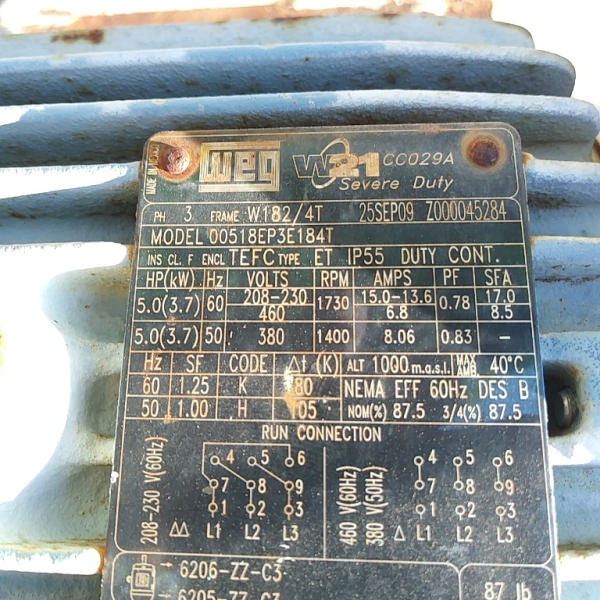 MADE IN MEXICO
WEG W21 CC029A
Severe Duty
PH 3 FRAME W182/4T 25SEP09 Z000045284
MODEL 00518EP3E184T
INS CL. F ENCL TEFC TYPE ET IP55 DUTY CONT.
HP(kW) Hz VOLTS RPM AMPS PF SFA
5.0(3.7) 60 208-230 1730 15.0-13.6 0.78 17.0
460 6.8 8.5
5.0(3.7) 50 380 1400 8.06 0.83 —
Hz SF CODE Δt (K) ALT 1000 m.a.s.l. MAX AMB. 40°C
60 1.25 K 80 NEMA EFF 60Hz DES B
50 1.00 H 105 NOM(%) 87.5 3/4(%) 87.5
RUN CONNECTION
208-230 V(60Hz)
4 5 6
7 8 9
1 2 3
ΔΔ L1 L2 L3
460 V(60Hz)
380 V(50Hz)
4 5 6
7 8 9
1 2 3
Δ L1 L2 L3
6206-ZZ-C3
6205-ZZ-C3
87 lb